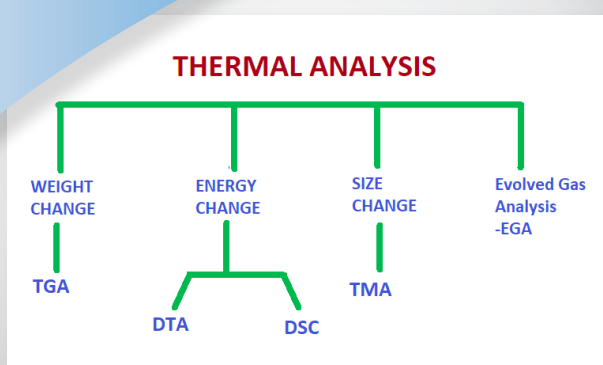 THERMAL ANALYSIS
WEIGHT
CHANGE
ENERGY
CHANGE
SIZE
CHANGE
Evolved Gas
Analysis
-EGA
TGA
DTA
DSC
TMA